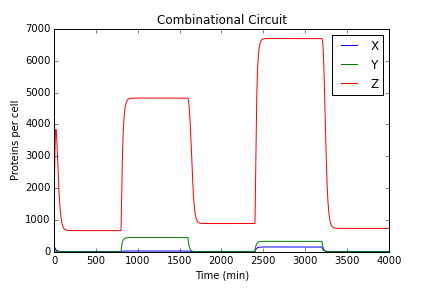 Combinational Circuit
7000
6000
5000
4000
3000
2000
1000
0
Proteins per cell
X
Y
Z
0 500 1000 1500 2000 2500 3000 3500 4000
Time (min)